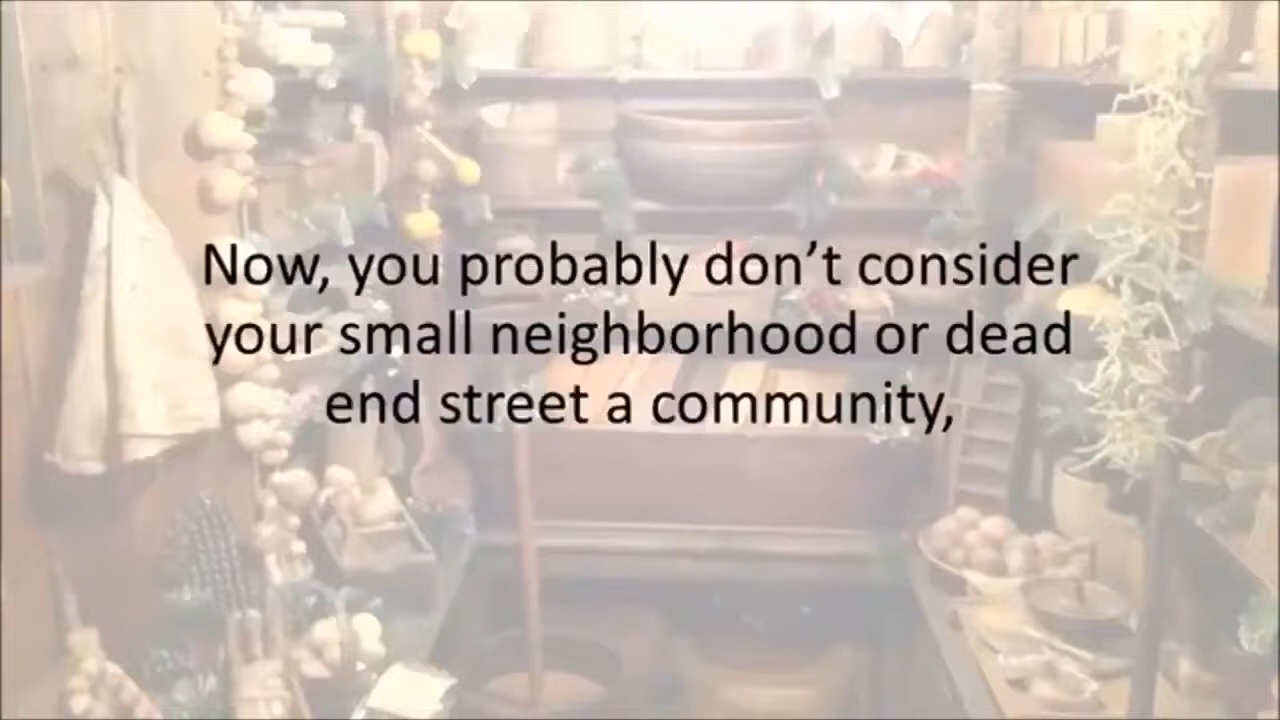 Now, you probably don’t consider
your small neighborhood or dead
end street a community,